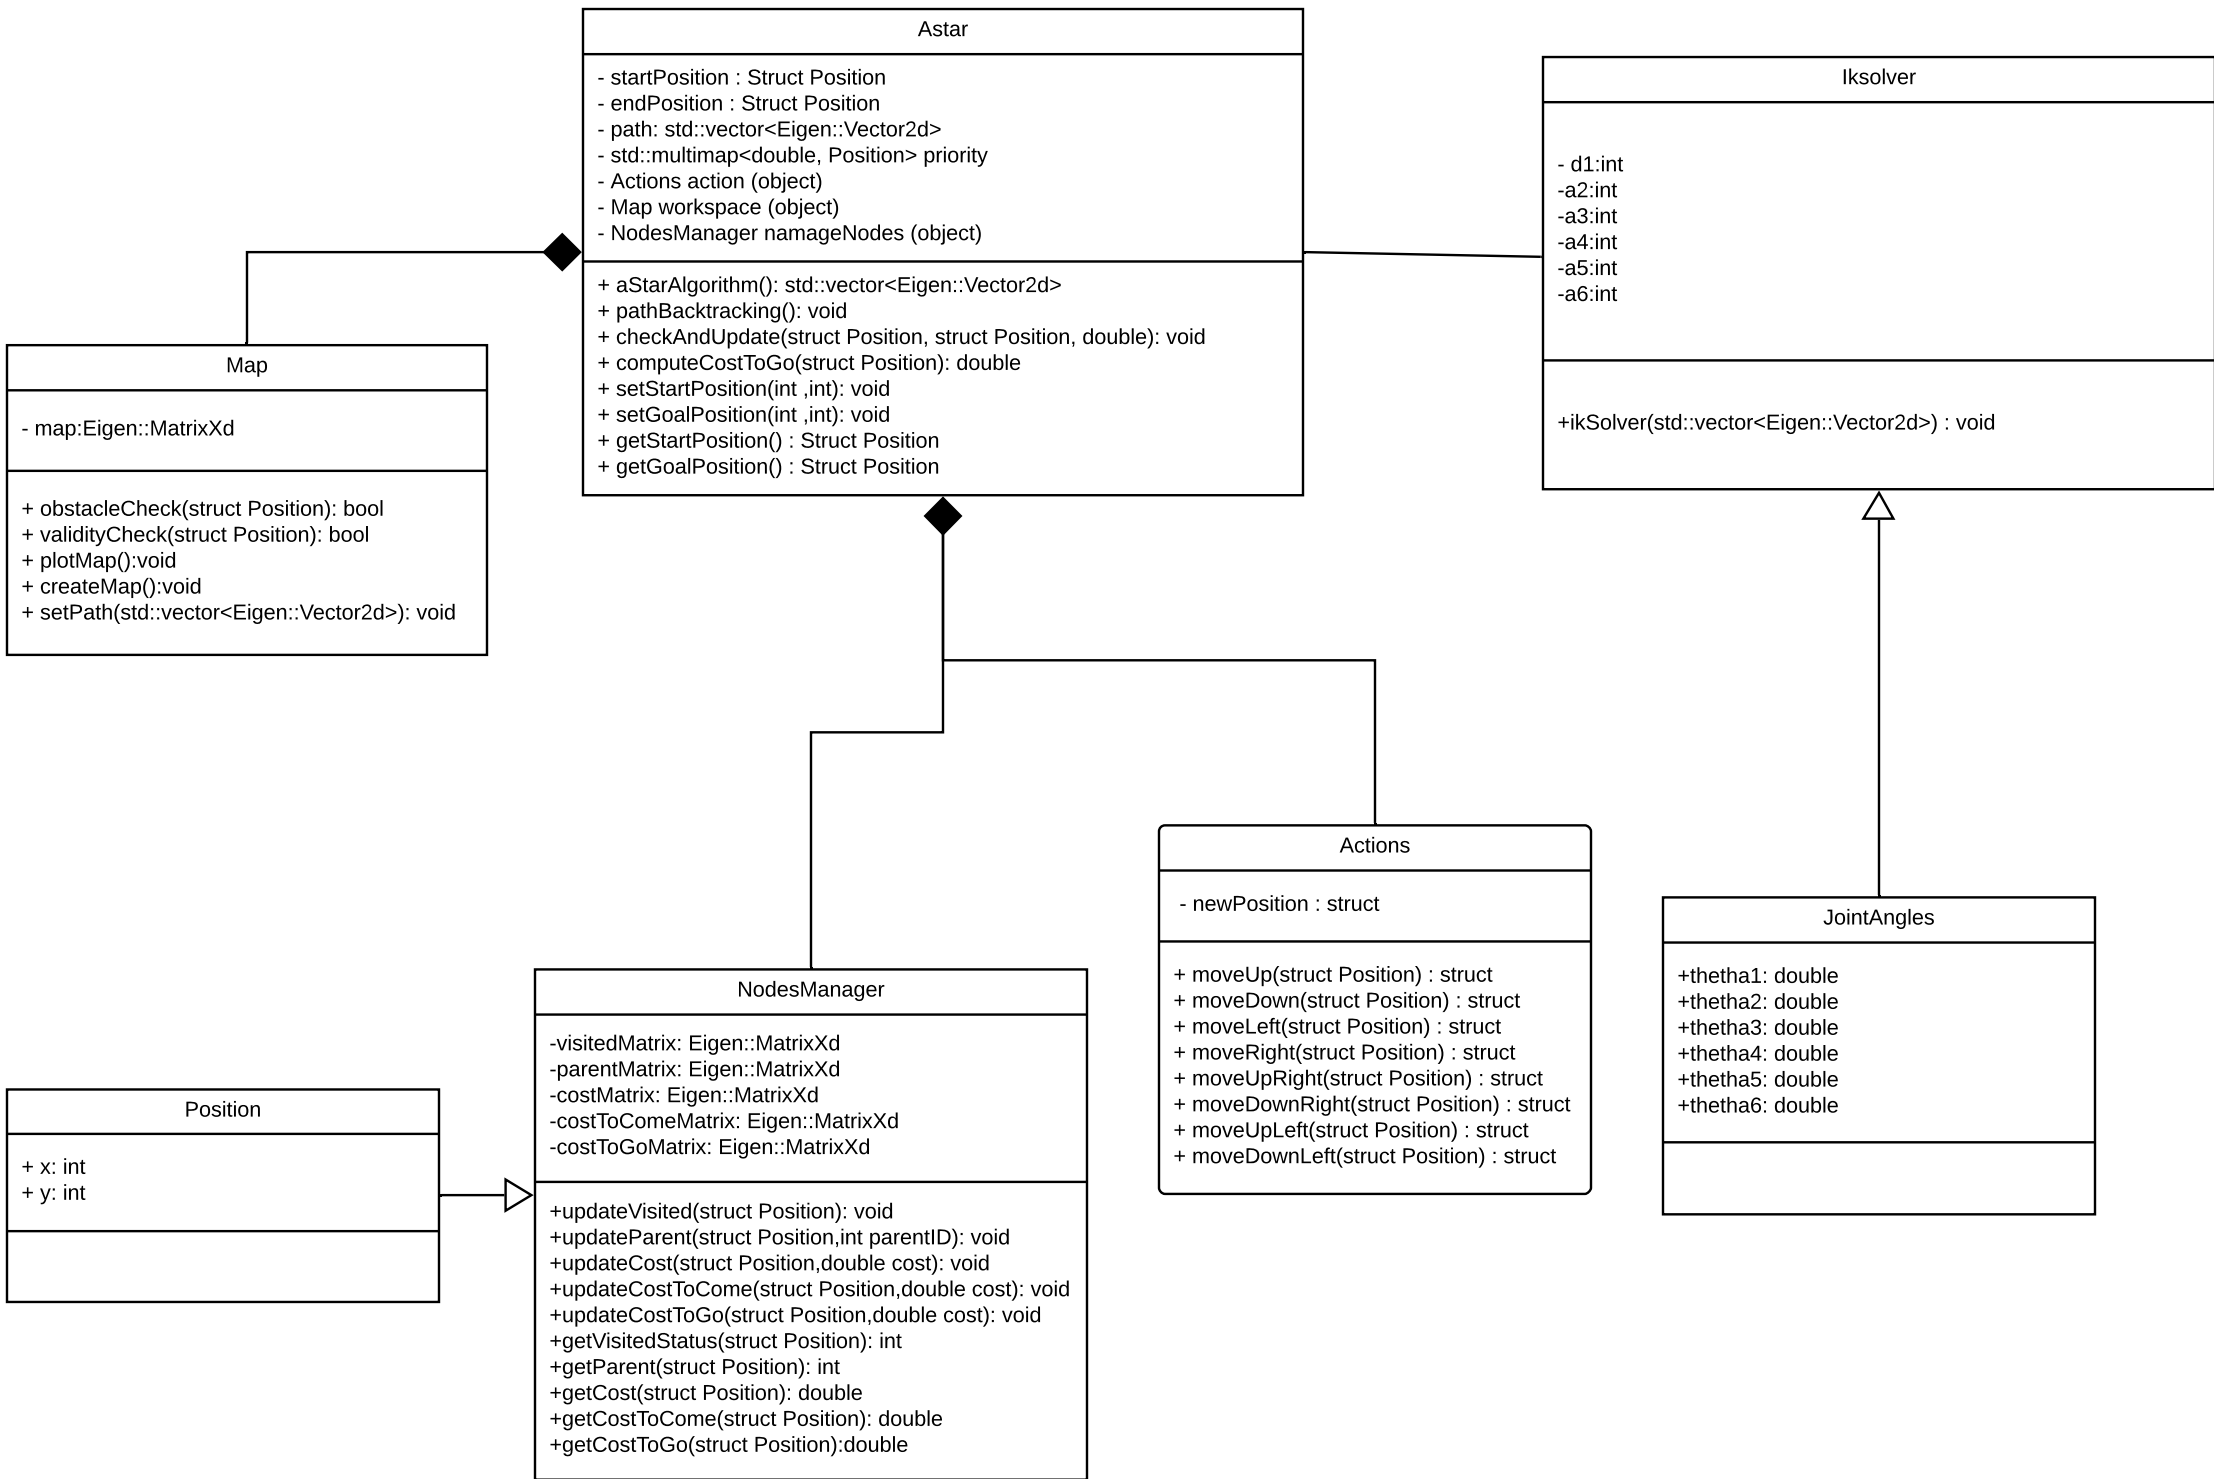 Astar
- startPosition : Struct Position
- endPosition : Struct Position
- path: std::vector<Eigen::Vector2d>
- std::multimap<double, Position> priority
- Actions action (object)
- Map workspace (object)
- NodesManager namageNodes (object)
+ aStarAlgorithm(): std::vector<Eigen::Vector2d>
+ pathBacktracking(): void
+ checkAndUpdate(struct Position, struct Position, double): void
+ computeCostToGo(struct Position): double
+ setStartPosition(int ,int): void
+ setGoalPosition(int ,int): void
+ getStartPosition() : Struct Position
+ getGoalPosition() : Struct Position
Iksolver
- d1:int
-a2:int
-a3:int
-a4:int
-a5:int
-a6:int
+ikSolver(std::vector<Eigen::Vector2d>) : void
Map
- map:Eigen::MatrixXd
+ obstacleCheck(struct Position): bool
+ validityCheck(struct Position): bool
+ plotMap():void
+ createMap():void
+ setPath(std::vector<Eigen::Vector2d>): void
Actions
- newPosition : struct
+ moveUp(struct Position) : struct
+ moveDown(struct Position) : struct
+ moveLeft(struct Position) : struct
+ moveRight(struct Position) : struct
+ moveUpRight(struct Position) : struct
+ moveDownRight(struct Position) : struct
+ moveUpLeft(struct Position) : struct
+ moveDownLeft(struct Position) : struct
JointAngles
+thetha1: double
+thetha2: double
+thetha3: double
+thetha4: double
+thetha5: double
+thetha6: double
NodesManager
-visitedMatrix: Eigen::MatrixXd
-parentMatrix: Eigen::MatrixXd
-costMatrix: Eigen::MatrixXd
-costToComeMatrix: Eigen::MatrixXd
-costToGoMatrix: Eigen::MatrixXd
+updateVisited(struct Position): void
+updateParent(struct Position,int parentID): void
+updateCost(struct Position,double cost): void
+updateCostToCome(struct Position,double cost): void
+updateCostToGo(struct Position,double cost): void
+getVisitedStatus(struct Position): int
+getParent(struct Position): int
+getCost(struct Position): double
+getCostToCome(struct Position): double
+getCostToGo(struct Position):double
Position
+ x: int
+ y: int